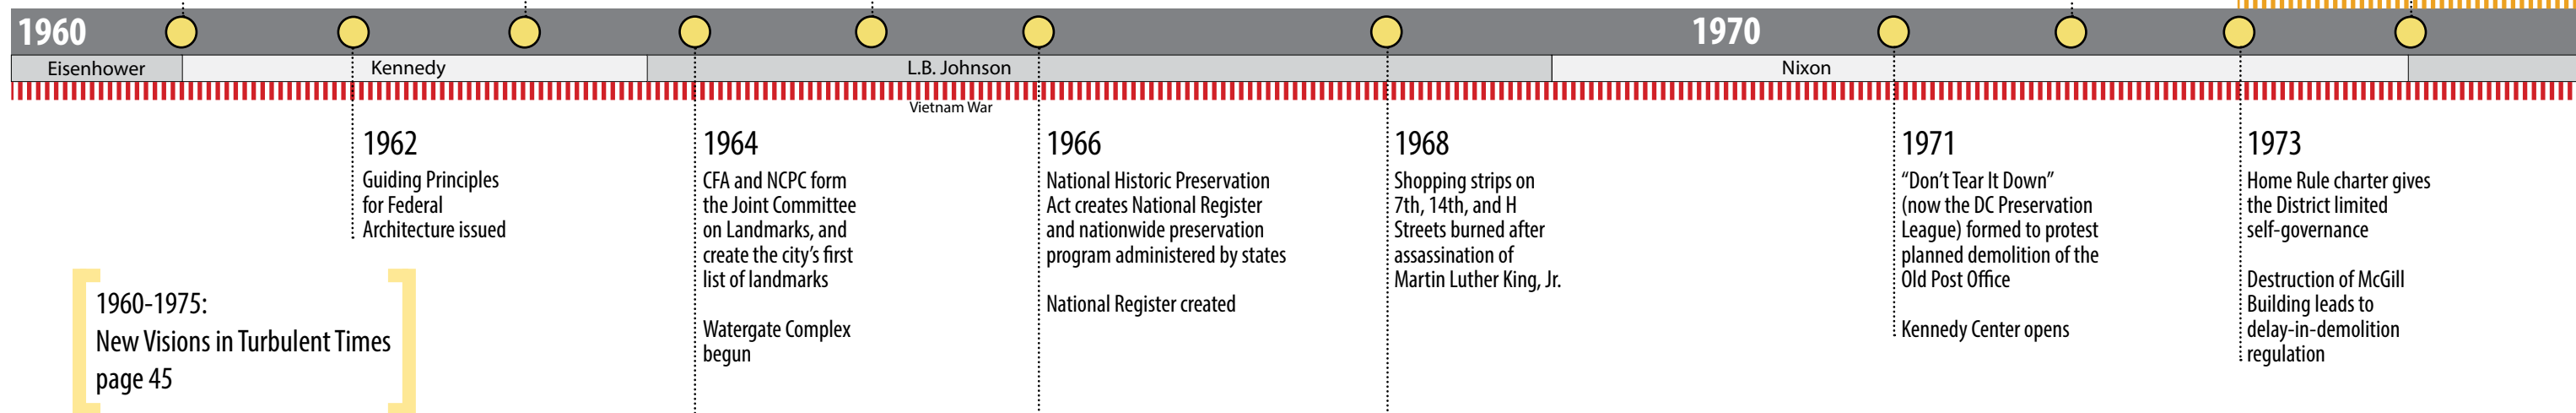 1960
1970
Eisenhower
Kennedy
L.B. Johnson
Nixon
Vietnam War
1962
Guiding Principles
for Federal
Architecture issued
1964
CFA and NCPC form
the Joint Committee
on Landmarks, and
create the city’s first
list of landmarks
Watergate Complex
begun
1966
National Historic Preservation
Act creates National Register
and nationwide preservation
program administered by states
National Register created
1968
Shopping strips on
7th, 14th, and H
Streets burned after
assassination of
Martin Luther King, Jr.
1971
“Don’t Tear It Down”
(now the DC Preservation
League) formed to protest
planned demolition of the
Old Post Office
Kennedy Center opens
1973
Home Rule charter gives
the District limited
self-governance
Destruction of McGill
Building leads to
delay-in-demolition
regulation
1960-1975:
New Visions in Turbulent Times
page 45